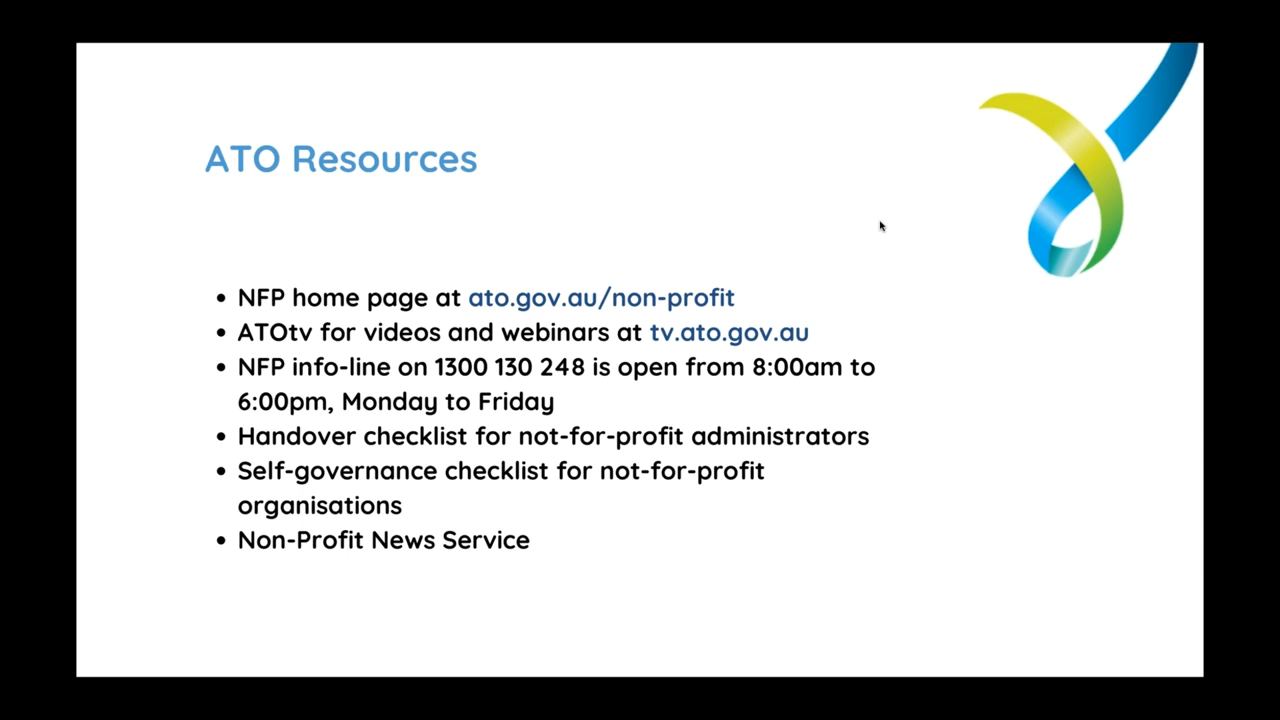 ATO Resources
• NFP home page at ato.gov.au/non-profit
• ATOtv for videos and webinars at tv.ato.gov.au
• NFP info-line on 1300 130 248 is open from 8:00am to
6:00pm, Monday to Friday
• Handover checklist for not-for-profit administrators
• Self-governance checklist for not-for-profit
organisations
• Non-Profit News Service